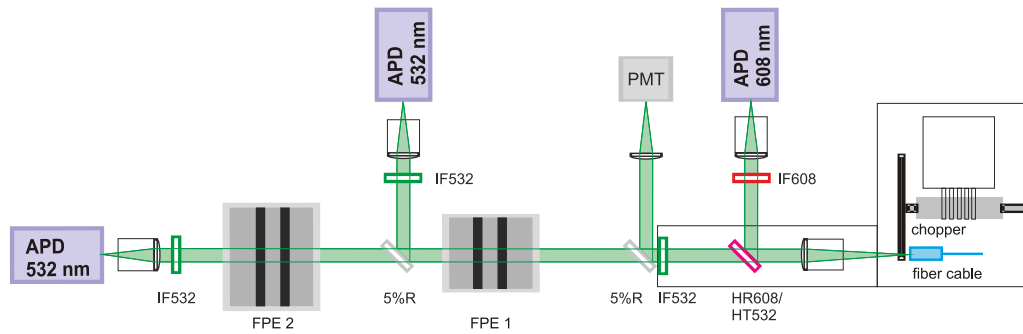 APD
532 nm
PMT
APD
608 nm
IF532
IF608
chopper
fiber cable
APD
532 nm
IF532
FPE 2
5%R
FPE 1
5%R
IF532
HR608/
HT532